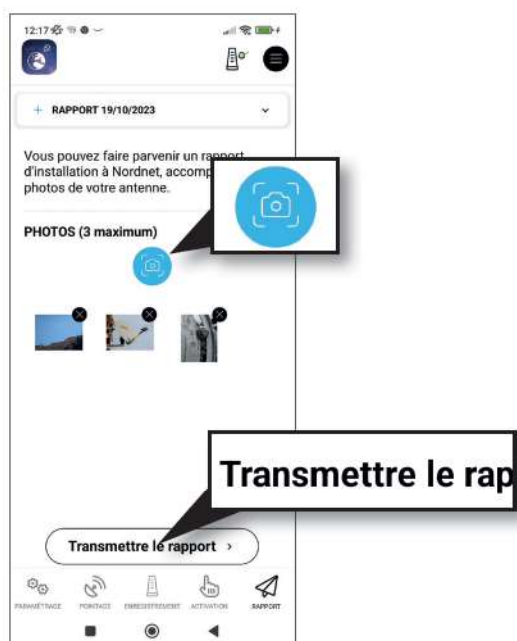 12:17
+ RAPPORT 19/10/2023
Vous pouvez faire parvenir un rapport
d'installation à Nordnet, accomp
photos de votre antenne.
PHOTOS (3 maximum)
Transmettre le rap
Transmettre le rapport >
PARAMÉTRAGE POINTAGE ENREGISTREMENT ACTIVATION RAPPORT